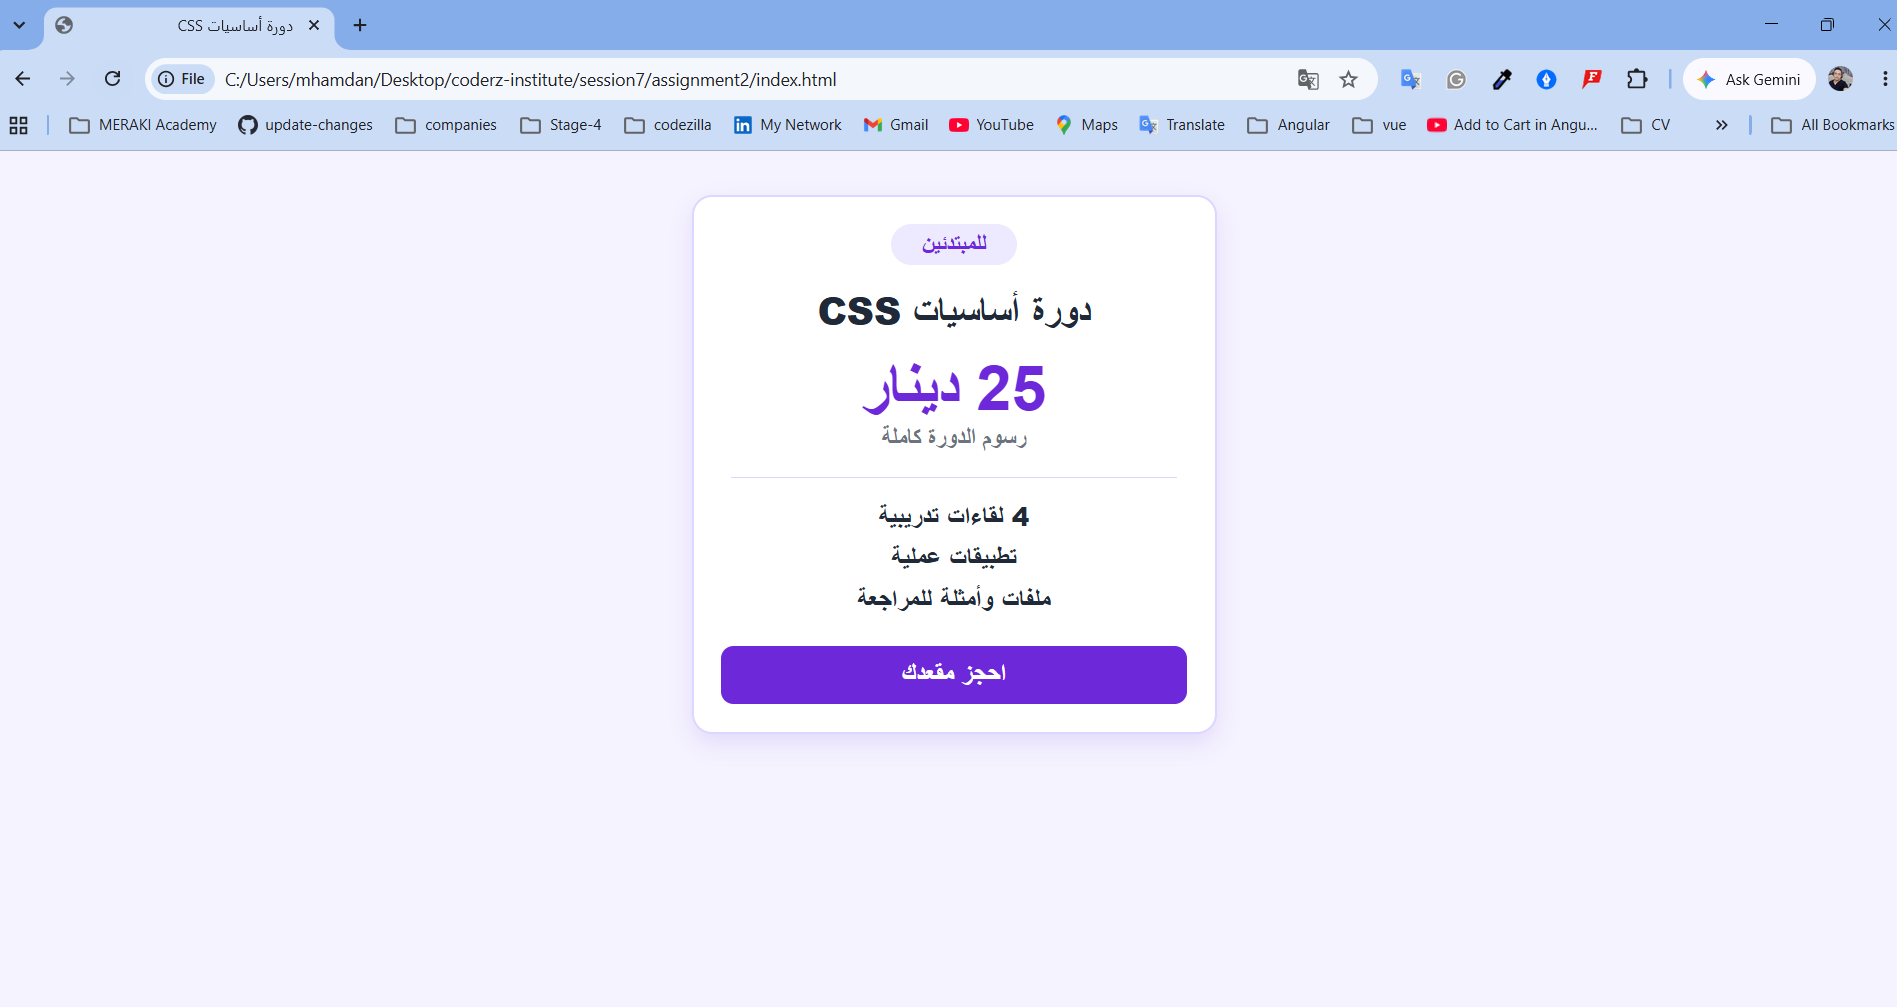 دورة أساسيات CSS
File
C:/Users/mhamdan/Desktop/coderz-institute/session7/assignment2/index.html
Ask Gemini
MERAKI Academy
update-changes
companies
Stage-4
codezilla
My Network
Gmail
YouTube
Maps
Translate
Angular
vue
Add to Cart in Angu...
CV
All Bookmarks
للمبتدئين
دورة أساسيات CSS
25 دينار
رسوم الدورة كاملة
4 لقاءات تدريبية
تطبيقات عملية
ملفات وأمثلة للمراجعة
احجز مقعدك